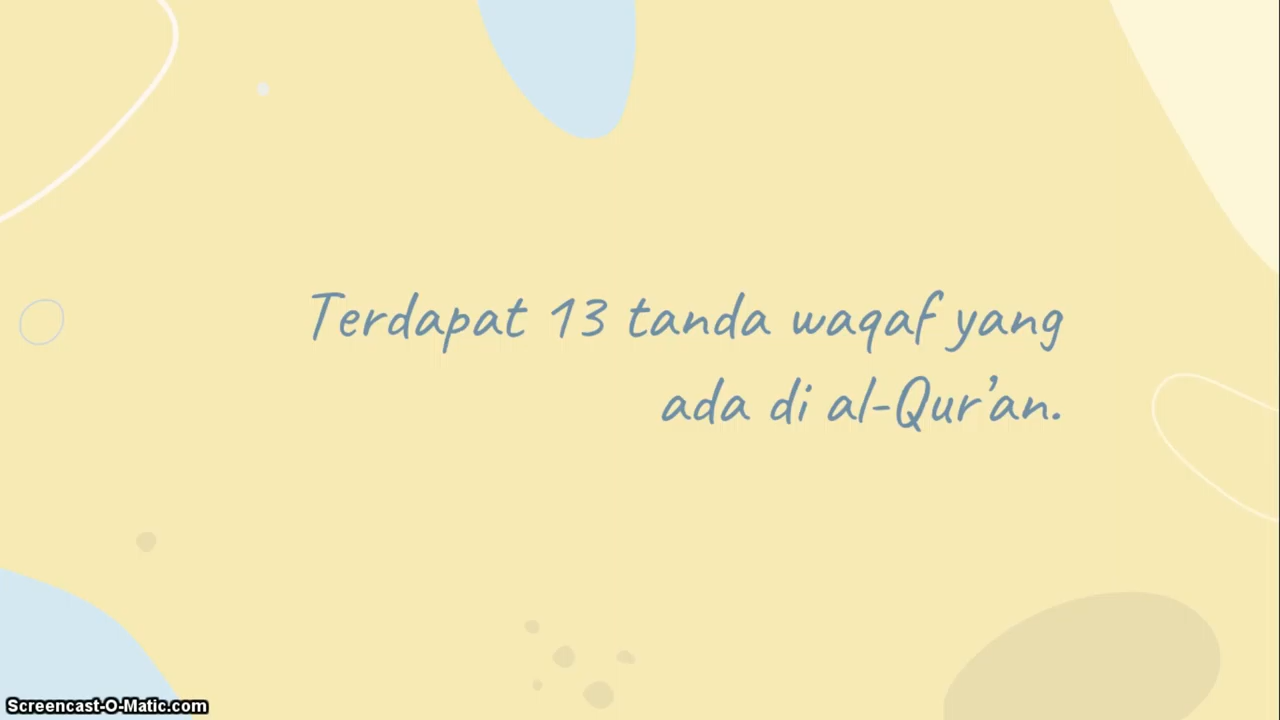 Terdapat 13 tanda waqaf yang
ada di al-Qur’an.
Screencast-O-Matic.com